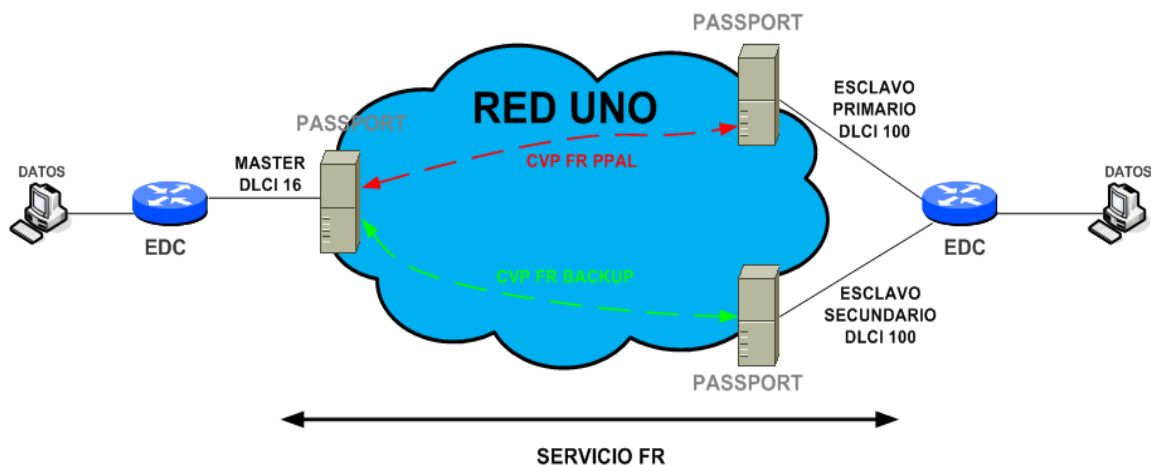 PASSPORT
RED UNO
PASSPORT
ESCLAVO
PRIMARIO
DLCI 100
CVP FR PPAL
MASTER
DLCI 16
DATOS
DATOS
EDC
EDC
CVP FR BACKUP
ESCLAVO
SECUNDARIO
DLCI 100
PASSPORT
SERVICIO FR